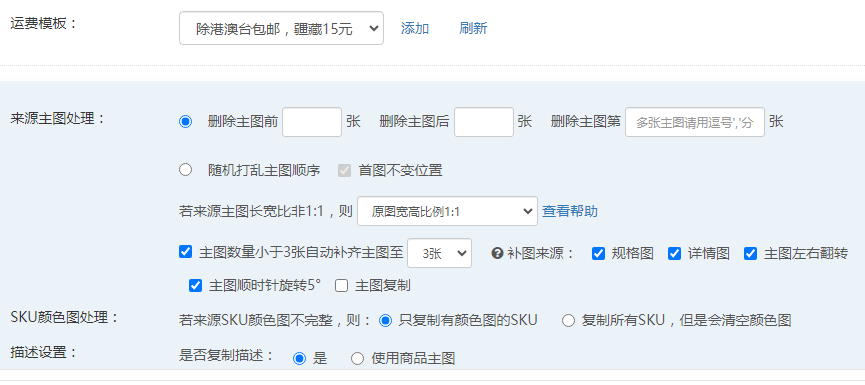 运费模板： 除港澳台包邮，疆藏15元 添加 刷新
来源主图处理： 删除主图前 张 删除主图后 张 删除主图第 多张主图请用逗号','分 张
随机打乱主图顺序 首图不变位置
若来源主图长宽比非1:1，则 原图宽高比例1:1 查看帮助
主图数量小于3张自动补齐主图至 3张 补图来源： 规格图 详情图 主图左右翻转
主图顺时针旋转5° 主图复制
SKU颜色图处理： 若来源SKU颜色图不完整，则： 只复制有颜色图的SKU 复制所有SKU，但是会清空颜色图
描述设置： 是否复制描述： 是 使用商品主图